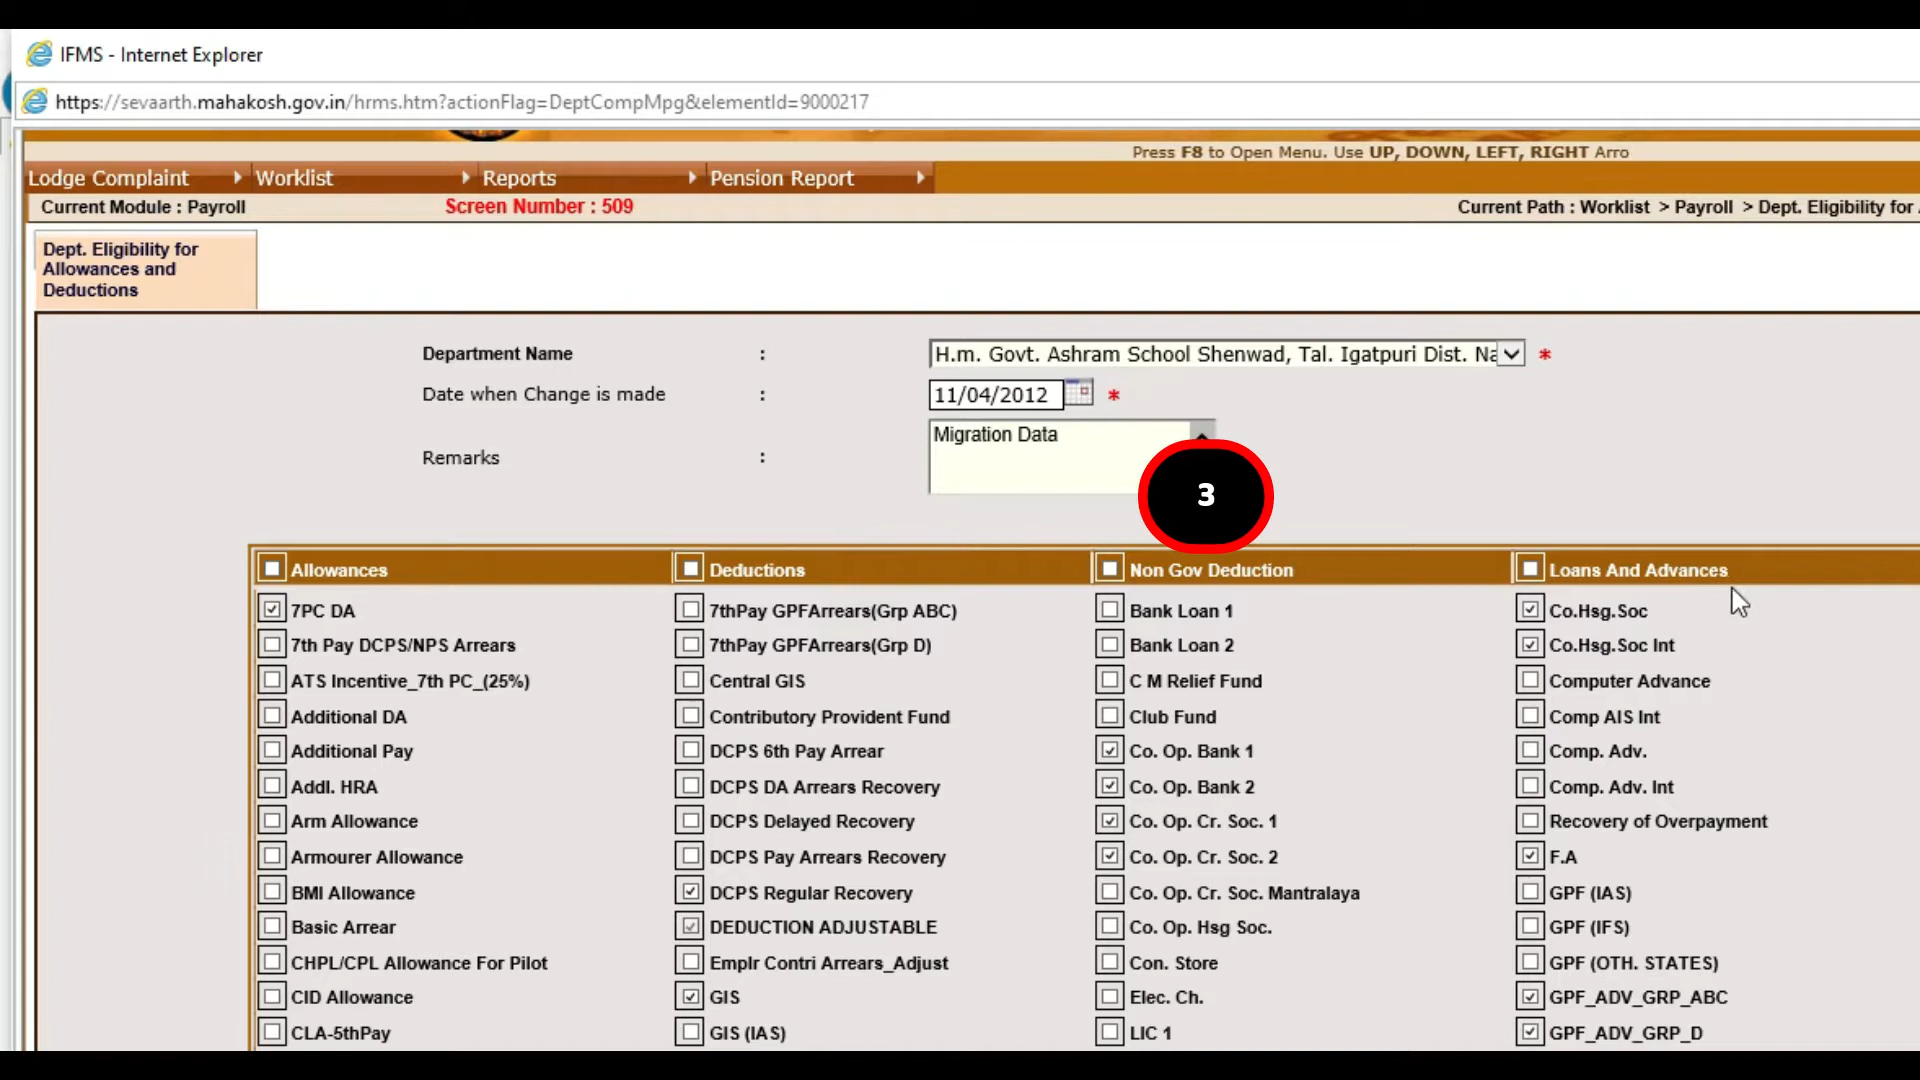 IFMS - Internet Explorer
https://sevaarth.mahakosh.gov.in/hrms.htm?actionFlag=DeptCompMpg&elementId=9000217
Press F8 to Open Menu. Use UP, DOWN, LEFT, RIGHT Arro
Lodge Complaint Worklist Reports Pension Report
Current Module : Payroll Screen Number : 509 Current Path : Worklist > Payroll > Dept. Eligibility for
Dept. Eligibility for
Allowances and
Deductions
Department Name : H.m. Govt. Ashram School Shenwad, Tal. Igatpuri Dist. Na *
Date when Change is made : 11/04/2012 *
Migration Data
Remarks :
3
Allowances Deductions Non Gov Deduction Loans And Advances
7PC DA 7thPay GPFArrears(Grp ABC) Bank Loan 1 Co.Hsg.Soc
7th Pay DCPS/NPS Arrears 7thPay GPFArrears(Grp D) Bank Loan 2 Co.Hsg.Soc Int
ATS Incentive_7th PC_(25%) Central GIS C M Relief Fund Computer Advance
Additional DA Contributory Provident Fund Club Fund Comp AIS Int
Additional Pay DCPS 6th Pay Arrear Co. Op. Bank 1 Comp. Adv.
Addl. HRA DCPS DA Arrears Recovery Co. Op. Bank 2 Comp. Adv. Int
Arm Allowance DCPS Delayed Recovery Co. Op. Cr. Soc. 1 Recovery of Overpayment
Armourer Allowance DCPS Pay Arrears Recovery Co. Op. Cr. Soc. 2 F.A
BMI Allowance DCPS Regular Recovery Co. Op. Cr. Soc. Mantralaya GPF (IAS)
Basic Arrear DEDUCTION ADJUSTABLE Co. Op. Hsg Soc. GPF (IFS)
CHPL/CPL Allowance For Pilot Emplr Contri Arrears_Adjust Con. Store GPF (OTH. STATES)
CID Allowance GIS Elec. Ch. GPF_ADV_GRP_ABC
CLA-5thPay GIS (IAS) LIC 1 GPF_ADV_GRP_D